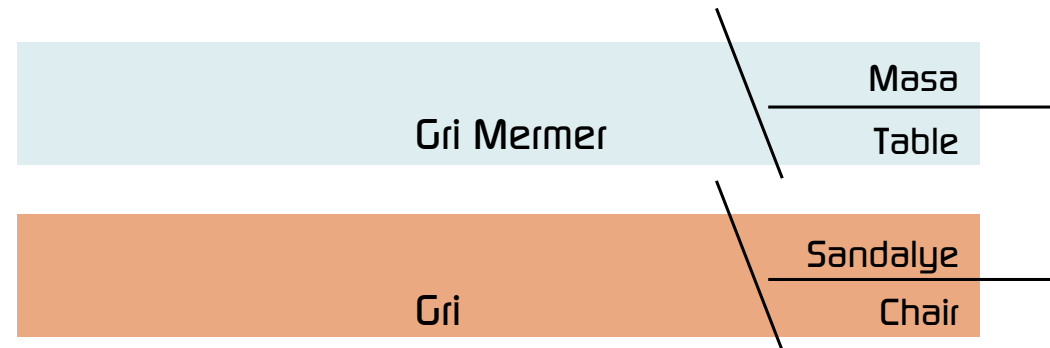 Masa
Gri Mermer
Table
Sandalye
Gri
Chair